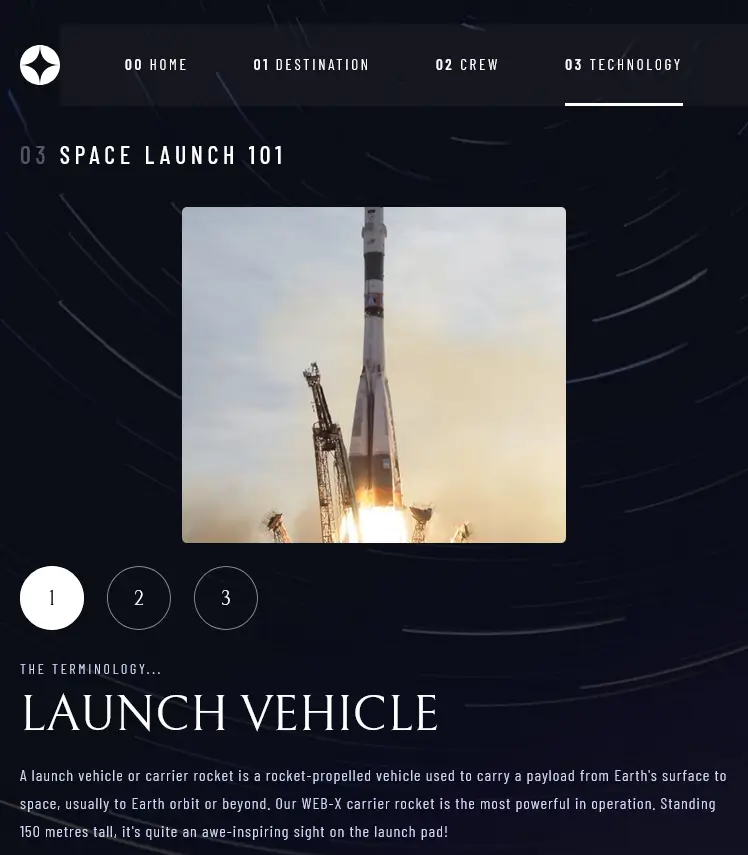 00 HOME 01 DESTINATION 02 CREW 03 TECHNOLOGY
03 SPACE LAUNCH 101
1 2 3
THE TERMINOLOGY...
LAUNCH VEHICLE
A launch vehicle or carrier rocket is a rocket-propelled vehicle used to carry a payload from Earth's surface to
space, usually to Earth orbit or beyond. Our WEB-X carrier rocket is the most powerful in operation. Standing
150 metres tall, it's quite an awe-inspiring sight on the launch pad!